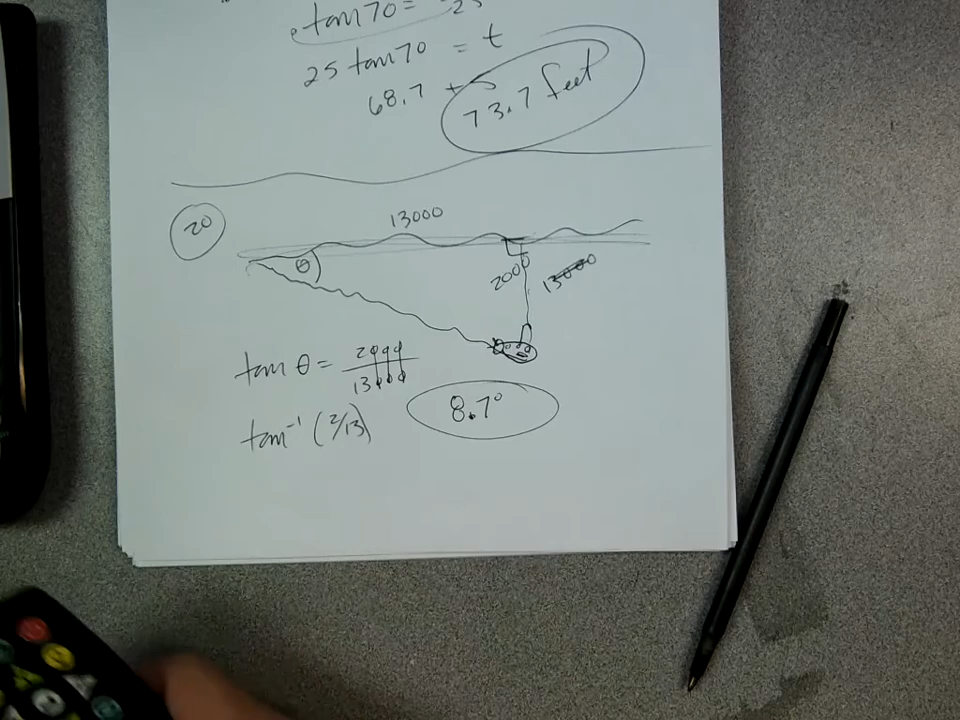 tan 70 =
25 tan 70 = t
68.7 + 5
73.7 feet
20
13000
θ
2000
13000
tan θ = 2000/13000
tan⁻¹ (2/13)
8.7°